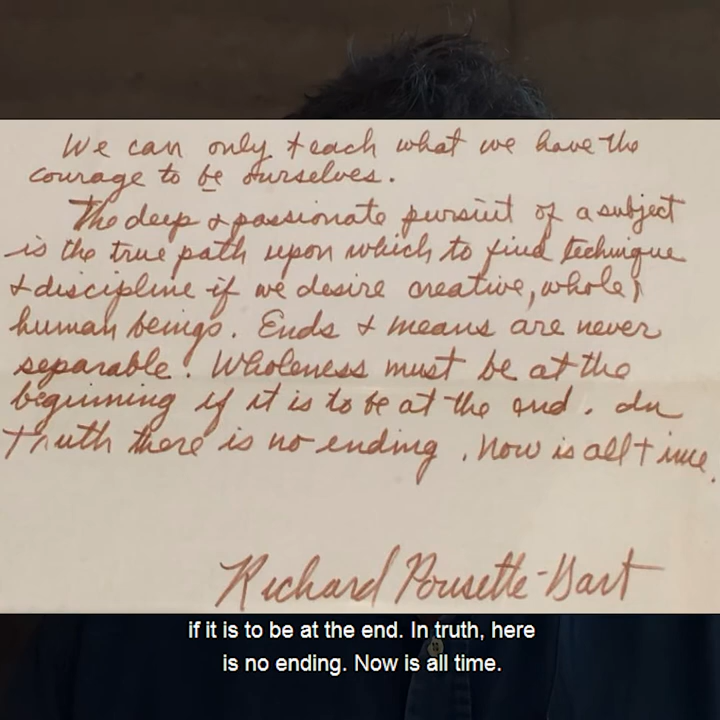 We can only teach what we have the
courage to be ourselves.
The deep & passionate pursuit of a subject
is the true path upon which to find technique
& discipline if we desire creative, whole,
human beings. Ends & means are never
separable. Wholeness must be at the
beginning if it is to be at the end. In
truth there is no ending. Now is all time.
Richard Pousette-Dart
if it is to be at the end. In truth, here
is no ending. Now is all time.